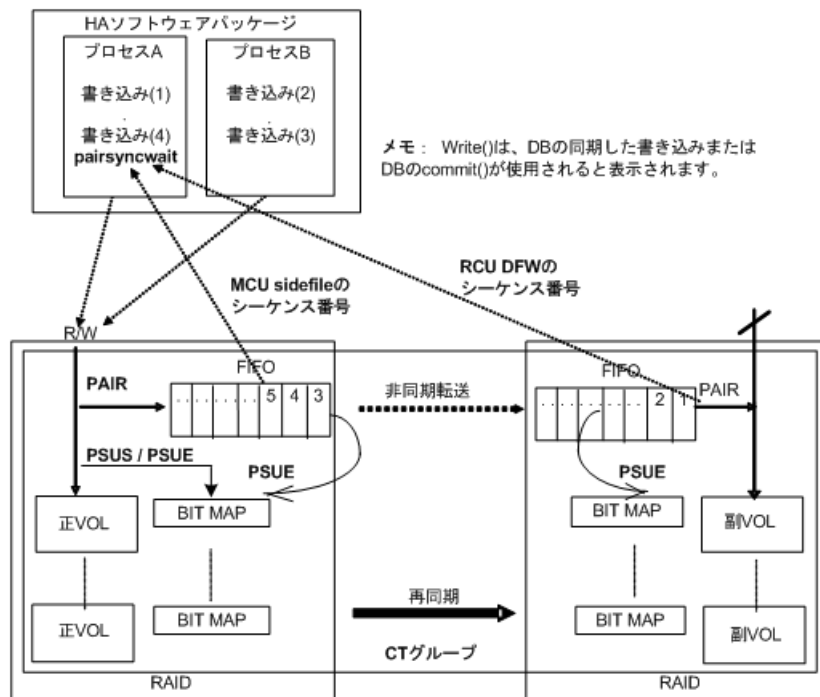 HAソフトウェアパッケージ
プロセスA
書き込み(1)
.
書き込み(4)
pairsyncwait
プロセスB
書き込み(2)
.
書き込み(3)
メモ： Write()は、DBの同期した書き込みまたは
DBのcommit()が使用されると表示されます。
MCU sidefileの
シーケンス番号
RCU DFWの
シーケンス番号
R/W
FIFO
PAIR
5 4 3
非同期転送
FIFO
2 1
PAIR
PSUS / PSUE
PSUE
PSUE
正VOL
BIT MAP
BIT MAP
副VOL
再同期
正VOL
BIT MAP
BIT MAP
副VOL
CTグループ
RAID
RAID